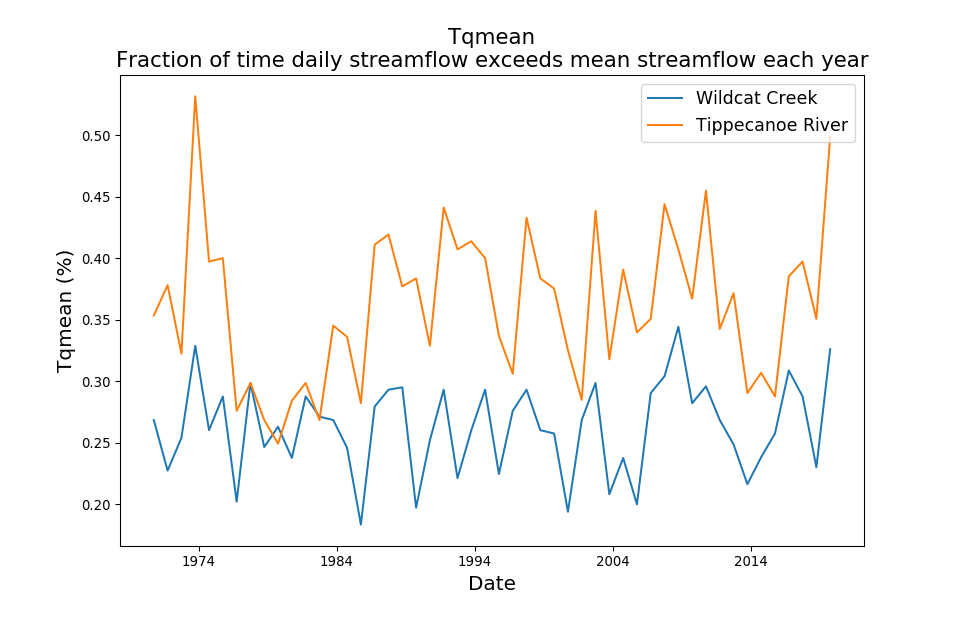 Tqmean
Fraction of time daily streamflow exceeds mean streamflow each year
Wildcat Creek
Tippecanoe River
Tqmean (%)
0.50
0.45
0.40
0.35
0.30
0.25
0.20
1974 1984 1994 2004 2014
Date